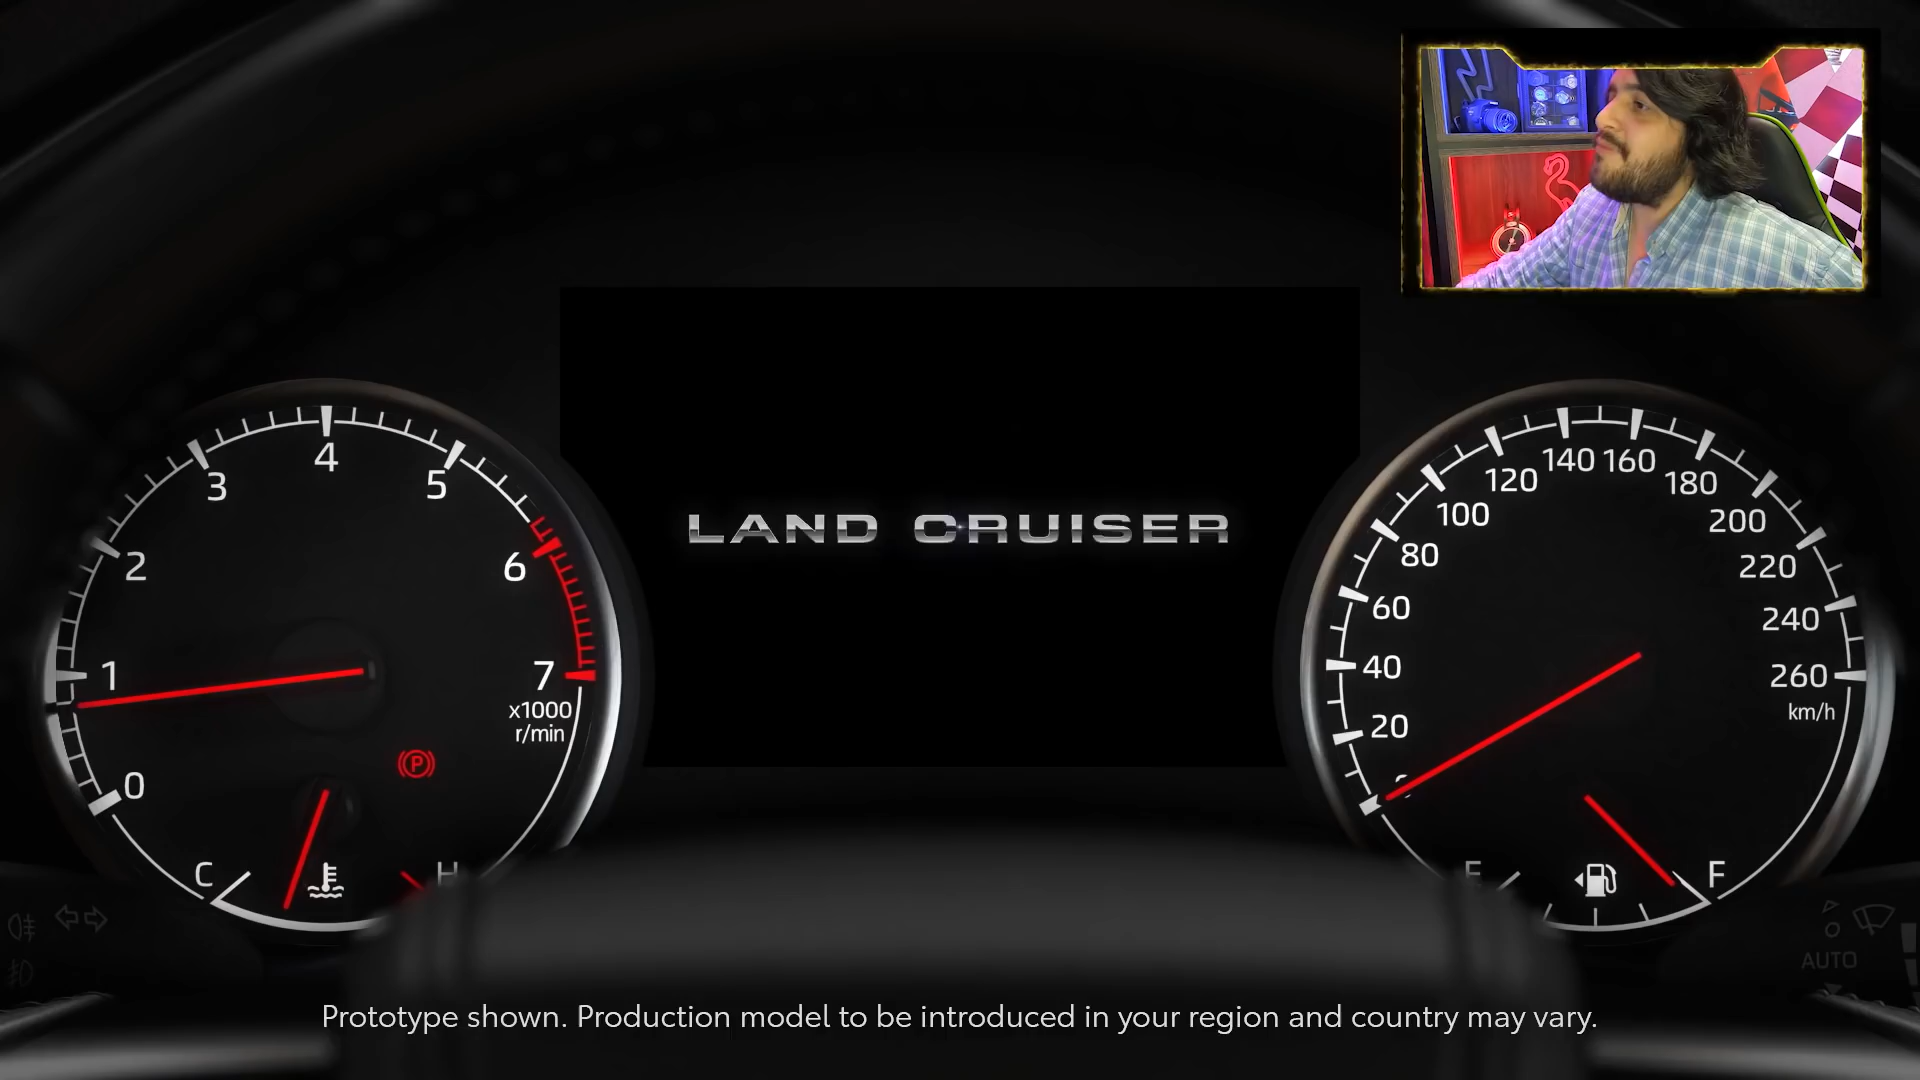 4
3
5
2
6
1
7
x1000
r/min
P
0
C
H
LAND CRUISER
140
160
120
180
100
200
80
220
60
240
40
260
km/h
20
E
F
AUTO
Prototype shown. Production model to be introduced in your region and country may vary.